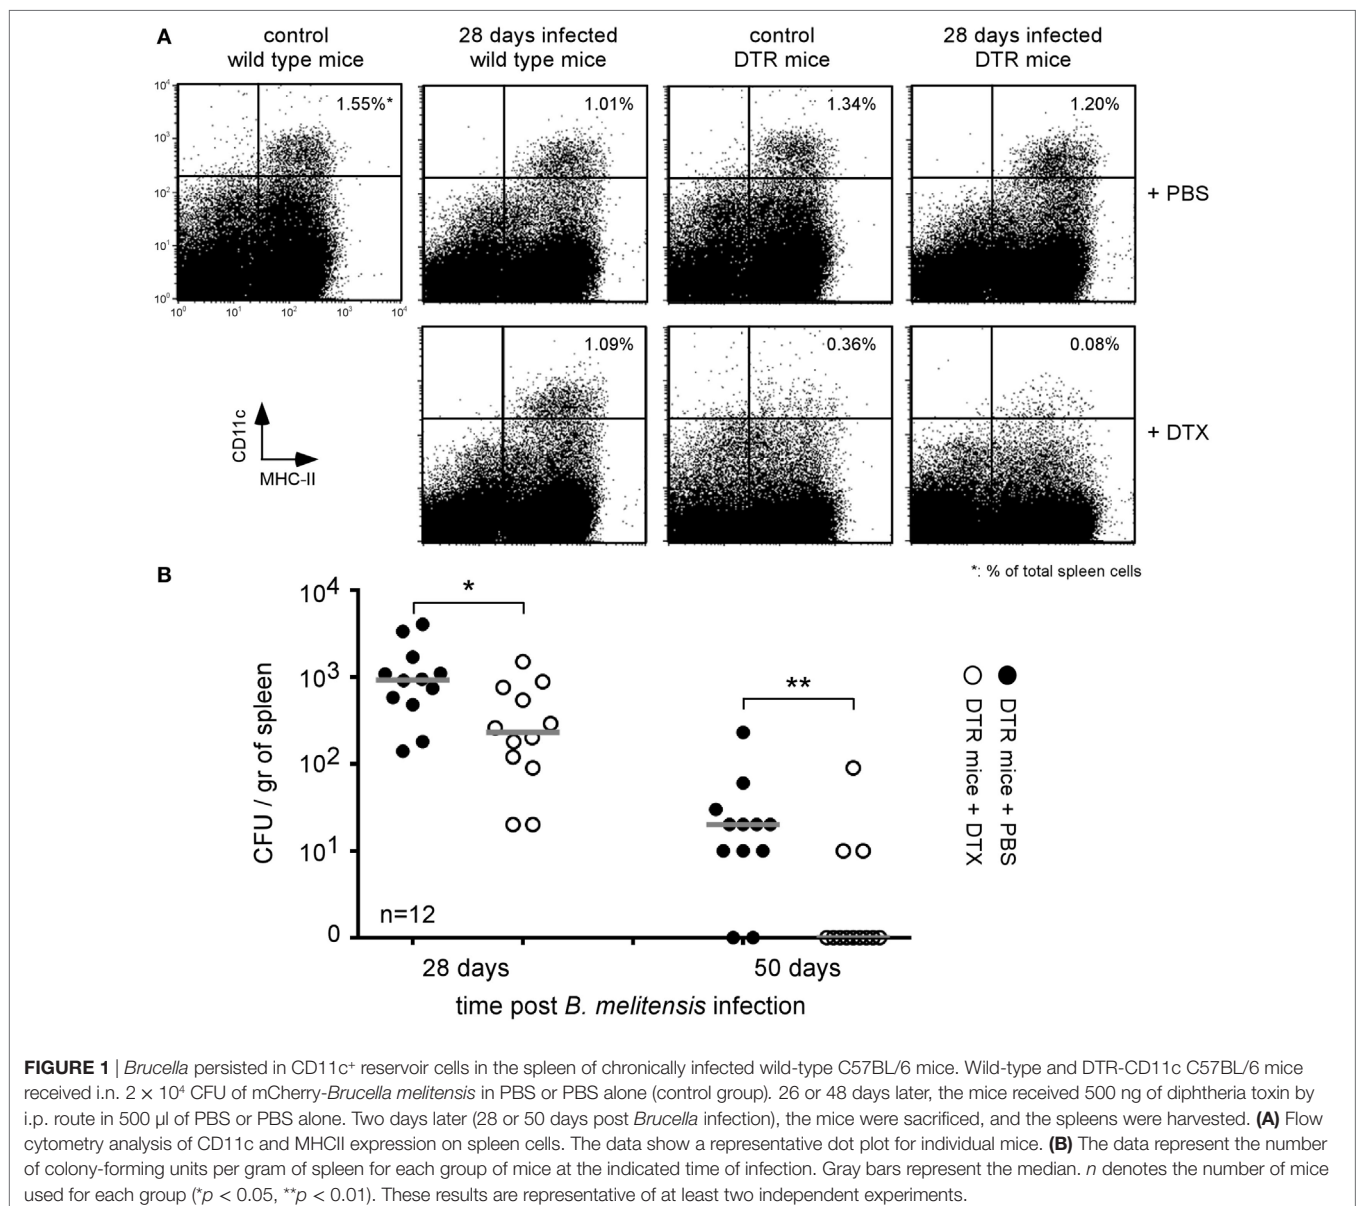 A
control
wild type mice
28 days infected
wild type mice
control
DTR mice
28 days infected
DTR mice
10⁴
10³
10²
10¹
10⁰
1.55%*
1.01%
1.34%
1.20%
+ PBS
10⁰ 10¹ 10² 10³ 10⁴
1.09%
0.36%
0.08%
+ DTX
CD11c
MHC-II
*: % of total spleen cells
B
CFU / gr of spleen
10⁴
10³
10²
10¹
0
*
**
n=12
28 days
50 days
time post B. melitensis infection
DTR mice + DTX
DTR mice + PBS
FIGURE 1 | Brucella persisted in CD11c⁺ reservoir cells in the spleen of chronically infected wild-type C57BL/6 mice. Wild-type and DTR-CD11c C57BL/6 mice
received i.n. 2 × 10⁴ CFU of mCherry-Brucella melitensis in PBS or PBS alone (control group). 26 or 48 days later, the mice received 500 ng of diphtheria toxin by
i.p. route in 500 µl of PBS or PBS alone. Two days later (28 or 50 days post Brucella infection), the mice were sacrificed, and the spleens were harvested. (A) Flow
cytometry analysis of CD11c and MHCII expression on spleen cells. The data show a representative dot plot for individual mice. (B) The data represent the number
of colony-forming units per gram of spleen for each group of mice at the indicated time of infection. Gray bars represent the median. n denotes the number of mice
used for each group (*p < 0.05, **p < 0.01). These results are representative of at least two independent experiments.